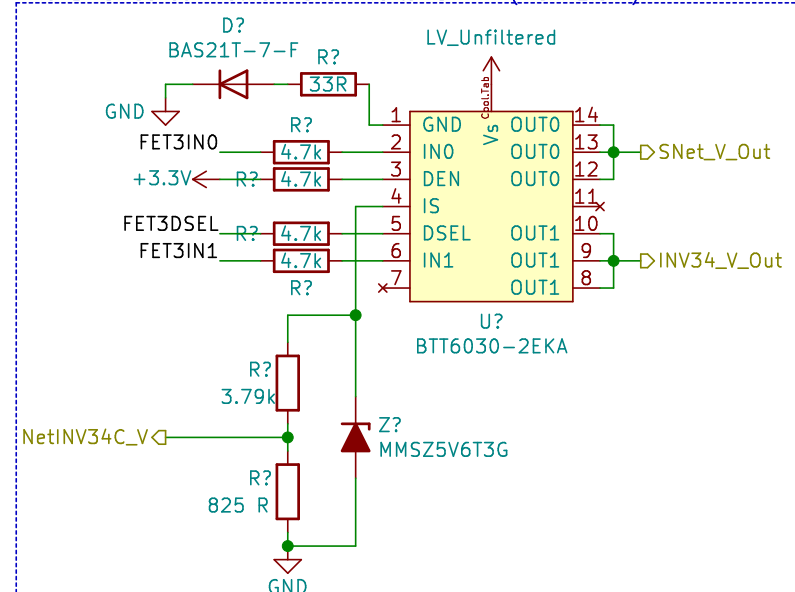 D?
BAS21T-7-F
R?
33R
GND
LV_Unfiltered
Cool.Tab
Vs
R?
FET3IN0
4.7k
+3.3V
R?
4.7k
FET3DSEL
R?
4.7k
FET3IN1
4.7k
R?
1
GND
2
IN0
3
DEN
4
IS
5
DSEL
6
IN1
7
OUT0
14
OUT0
13
OUT0
12
11
OUT1
10
OUT1
9
OUT1
8
SNet_V_Out
INV34_V_Out
U?
BTT6030-2EKA
R?
3.79k
NetINV34C_V
Z?
MMSZ5V6T3G
R?
825 R
GND